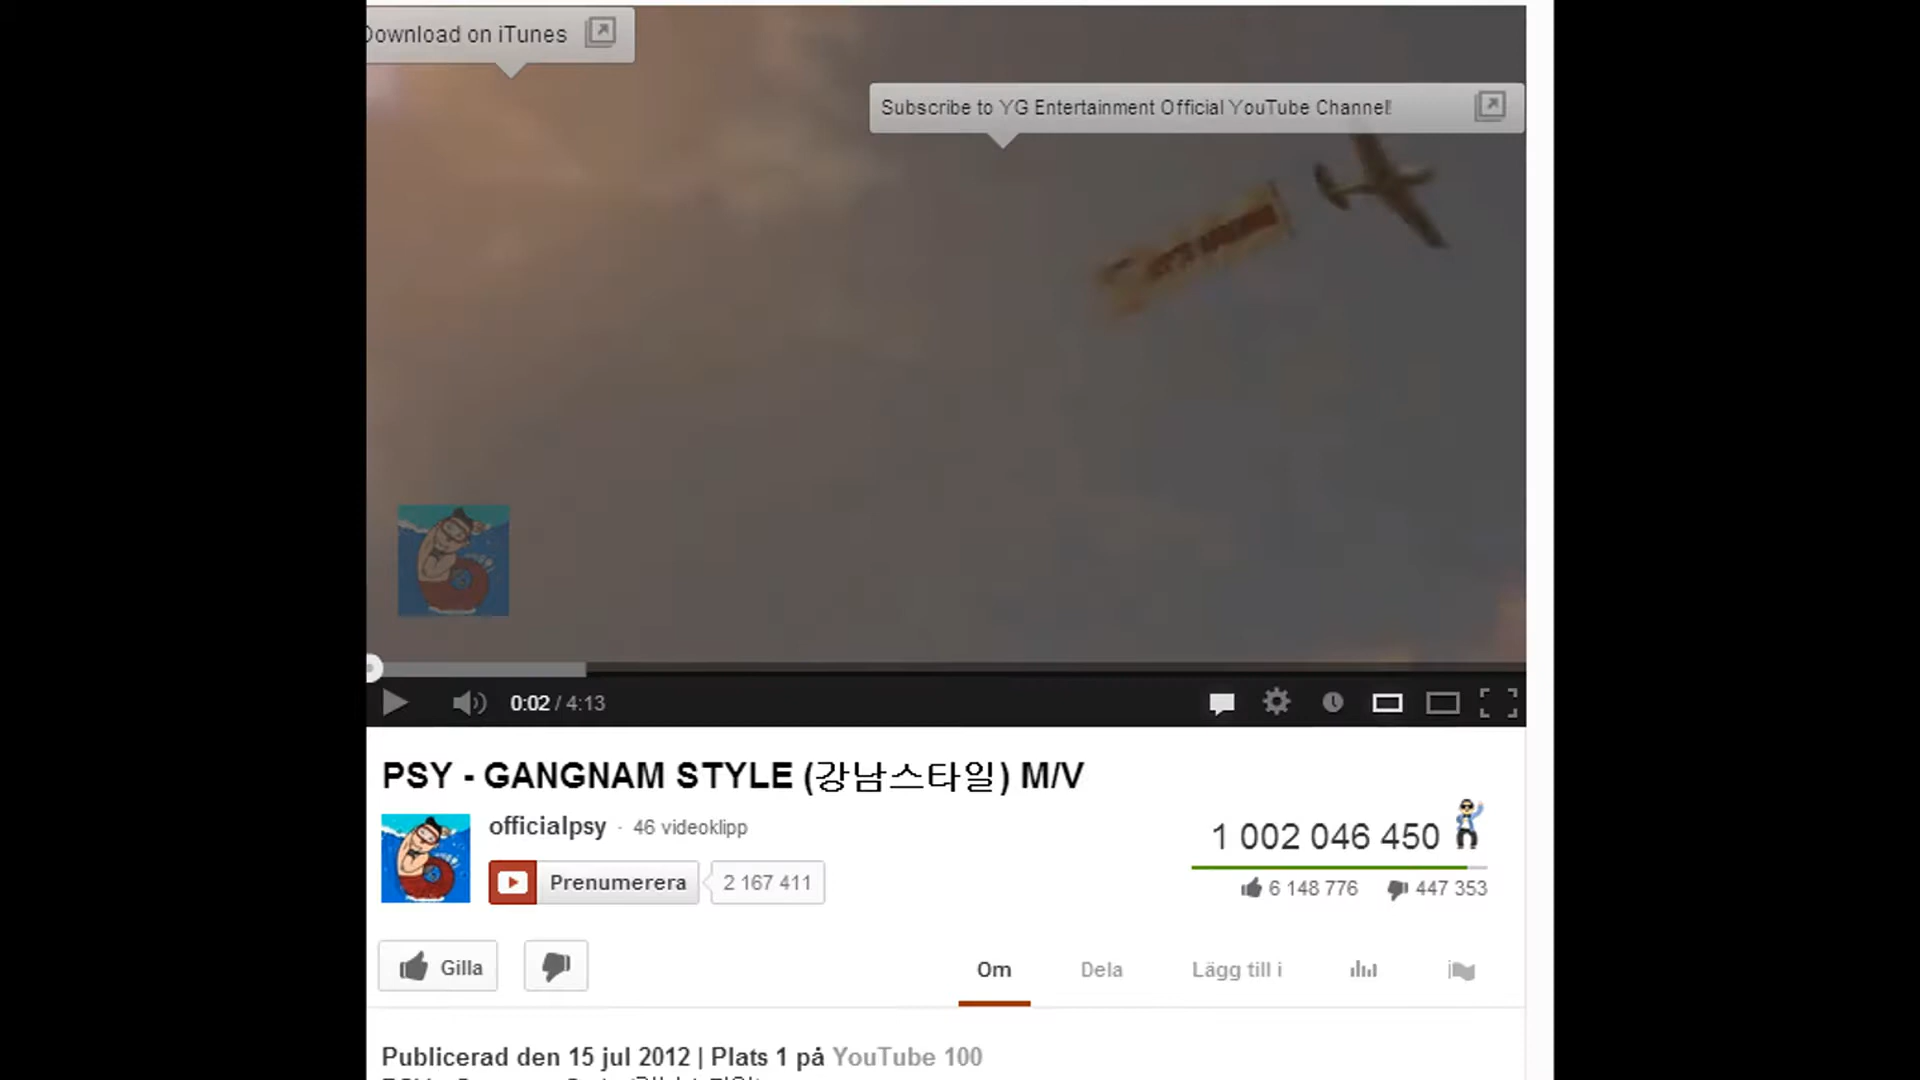 Download on iTunes
Subscribe to YG Entertainment Official YouTube Channel!
0:02 / 4:13
PSY - GANGNAM STYLE (강남스타일) M/V
officialpsy · 46 videoklipp
1 002 046 450
Prenumerera 2 167 411
6 148 776 447 353
Gilla
Om Dela Lägg till i
Publicerad den 15 jul 2012 | Plats 1 på YouTube 100